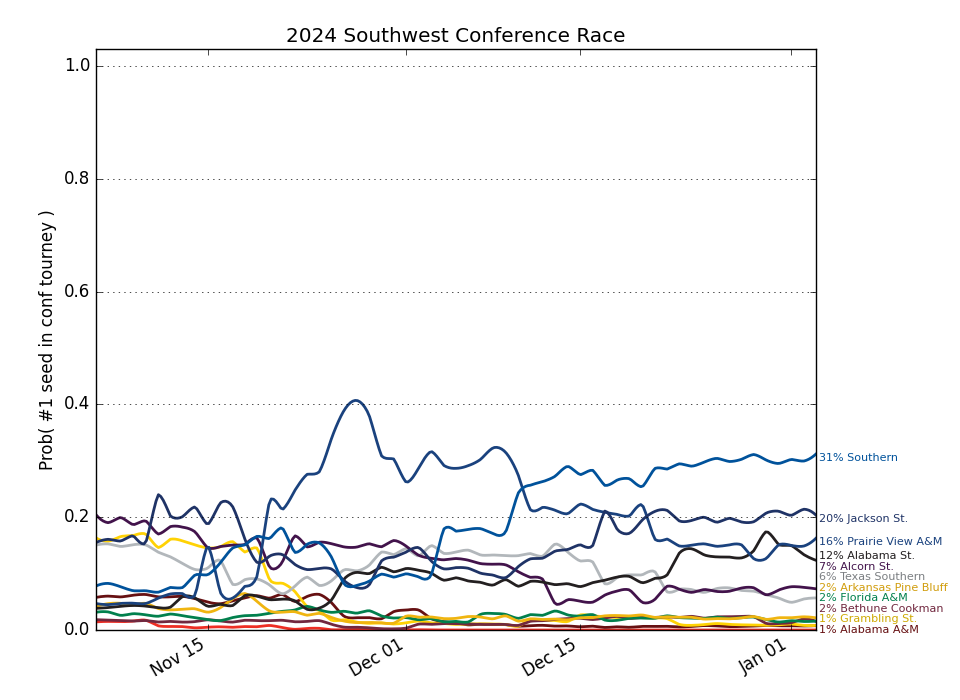 2024 Southwest Conference Race
Prob( #1 seed in conf tourney )
1.0
0.8
0.6
0.4
0.2
0.0
Nov 15
Dec 01
Dec 15
Jan 01
31% Southern
20% Jackson St.
16% Prairie View A&M
12% Alabama St.
7% Alcorn St.
6% Texas Southern
2% Arkansas Pine Bluff
2% Florida A&M
2% Bethune Cookman
1% Grambling St.
1% Alabama A&M